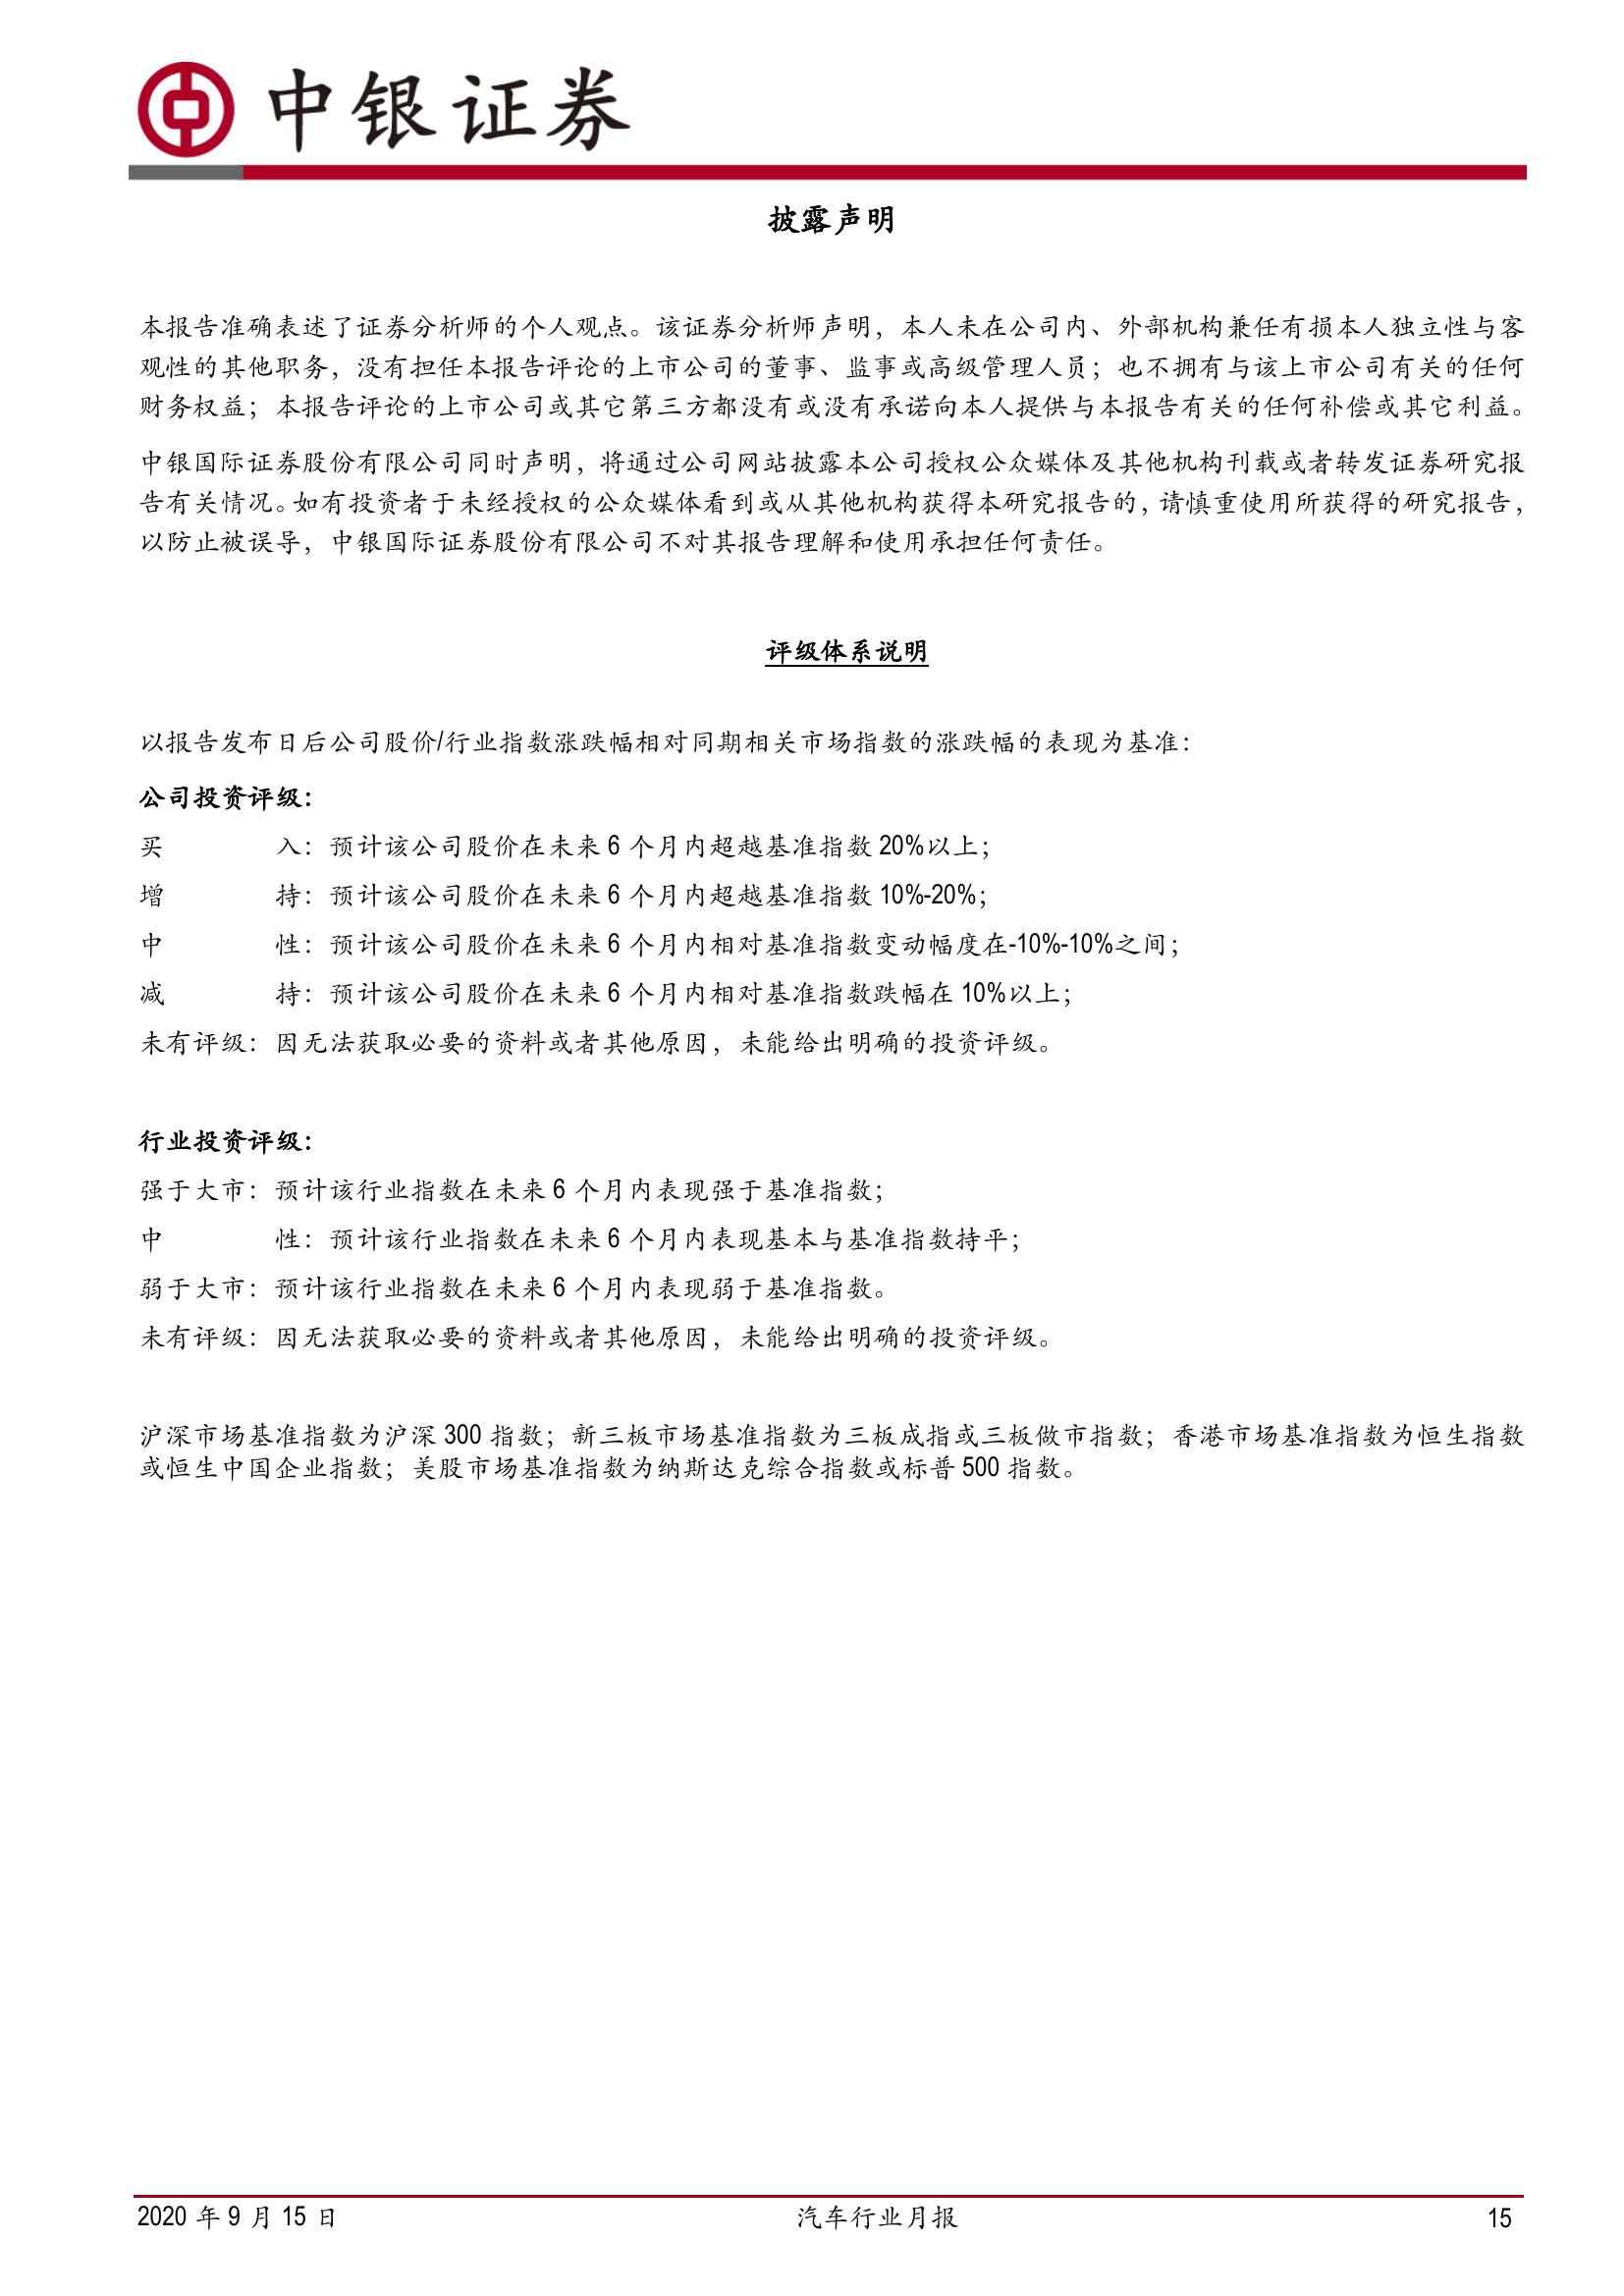 中银证券
披露声明
本报告准确表述了证券分析师的个人观点。该证券分析师声明，本人未在公司内、外部机构兼任有损本人独立性与客
观性的其他职务，没有担任本报告评论的上市公司的董事、监事或高级管理人员；也不拥有与该上市公司有关的任何
财务权益；本报告评论的上市公司或其它第三方都没有或没有承诺向本人提供与本报告有关的任何补偿或其它利益。
中银国际证券股份有限公司同时声明，将通过公司网站披露本公司授权公众媒体及其他机构刊载或者转发证券研究报
告有关情况。如有投资者于未经授权的公众媒体看到或从其他机构获得本研究报告的，请慎重使用所获得的研究报告，
以防止被误导，中银国际证券股份有限公司不对其报告理解和使用承担任何责任。
评级体系说明
以报告发布日后公司股价/行业指数涨跌幅相对同期相关市场指数的涨跌幅的表现为基准：
公司投资评级：
买 入：预计该公司股价在未来 6 个月内超越基准指数 20%以上；
增 持：预计该公司股价在未来 6 个月内超越基准指数 10%-20%；
中 性：预计该公司股价在未来 6 个月内相对基准指数变动幅度在-10%-10%之间；
减 持：预计该公司股价在未来 6 个月内相对基准指数跌幅在 10%以上；
未有评级：因无法获取必要的资料或者其他原因，未能给出明确的投资评级。
行业投资评级：
强于大市：预计该行业指数在未来 6 个月内表现强于基准指数；
中 性：预计该行业指数在未来 6 个月内表现基本与基准指数持平；
弱于大市：预计该行业指数在未来 6 个月内表现弱于基准指数。
未有评级：因无法获取必要的资料或者其他原因，未能给出明确的投资评级。
沪深市场基准指数为沪深 300 指数；新三板市场基准指数为三板成指或三板做市指数；香港市场基准指数为恒生指数
或恒生中国企业指数；美股市场基准指数为纳斯达克综合指数或标普 500 指数。
2020 年 9 月 15 日 汽车行业月报 15